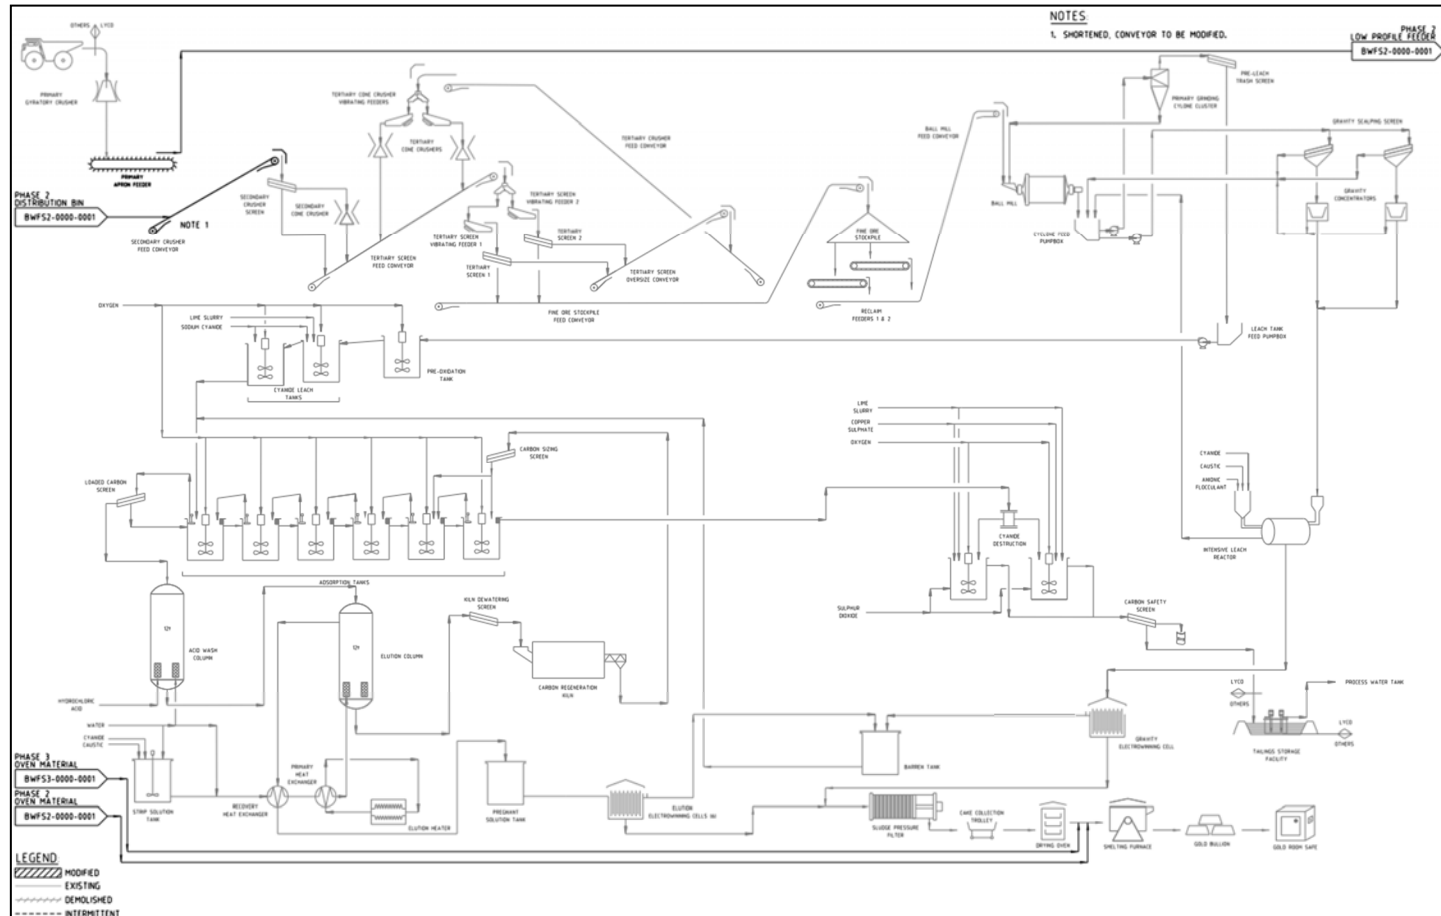 NOTES:
1. SHORTENED, CONVEYOR TO BE MODIFIED.
PHASE 2
LOW PROFILE FEEDER
BWFS2-0000-0001
OTHERS
LYCO
PRIMARY
GYRATORY CRUSHER
PRIMARY
APRON FEEDER
PHASE 2
DISTRIBUTION BIN
BWFS2-0000-0001
NOTE 1
SECONDARY CRUSHER
FEED CONVEYOR
SECONDARY
CRUSHER
SCREEN
SECONDARY
CONE CRUSHER
TERTIARY CONE CRUSHER
VIBRATING FEEDERS
TERTIARY
CONE CRUSHERS
TERTIARY CRUSHER
FEED CONVEYOR
TERTIARY SCREEN
VIBRATING FEEDER 2
TERTIARY SCREEN
VIBRATING FEEDER 1
TERTIARY
SCREEN 2
TERTIARY
SCREEN 1
TERTIARY SCREEN
FEED CONVEYOR
TERTIARY SCREEN
OVERSIZE CONVEYOR
FINE ORE STOCKPILE
FEED CONVEYOR
FINE ORE
STOCKPILE
RECLAIM
FEEDERS 1 & 2
BALL MILL
FEED CONVEYOR
BALL MILL
PRIMARY GRINDING
CYCLONE CLUSTER
PRE-LEACH
TRASH SCREEN
GRAVITY SCALPING SCREEN
GRAVITY
CONCENTRATORS
CYCLONE FEED
PUMPBOX
LEACH TANK
FEED PUMPBOX
OXYGEN
LIME SLURRY
SODIUM CYANIDE
CYANIDE LEACH
TANKS
PRE-OXIDATION
TANK
LOADED CARBON
SCREEN
CARBON SIZING
SCREEN
ADSORPTION TANKS
LIME
SLURRY
COPPER
SULPHATE
OXYGEN
CYANIDE
DESTRUCTION
SULPHUR
DIOXIDE
CARBON SAFETY
SCREEN
CYANIDE
CAUSTIC
ANIONIC
FLOCCULANT
INTENSIVE LEACH
REACTOR
121
ACID WASH
COLUMN
121
ELUTION COLUMN
KILN DEWATERING
SCREEN
CARBON REGENERATION
KILN
HYDROCHLORIC
ACID
WATER
CYANIDE
CAUSTIC
STRIP SOLUTION
TANK
RECOVERY
HEAT EXCHANGER
PRIMARY
HEAT
EXCHANGER
ELUTION HEATER
PREGNANT
SOLUTION TANK
ELUTION
ELECTROWINNING CELLS
BARREN TANK
GRAVITY
ELECTROWINNING CELL
LYCO
OTHERS
PROCESS WATER TANK
LYCO
OTHERS
TAILINGS STORAGE
FACILITY
PHASE 3
OVEN MATERIAL
BWFS3-0000-0001
PHASE 2
OVEN MATERIAL
BWFS2-0000-0001
SLUDGE PRESSURE
FILTER
CAKE COLLECTION
TROLLEY
DRYING OVEN
SMELTING FURNACE
GOLD BULLION
GOLD ROOM SAFE
LEGEND:
MODIFIED
EXISTING
DEMOLISHED
INTERMITTENT